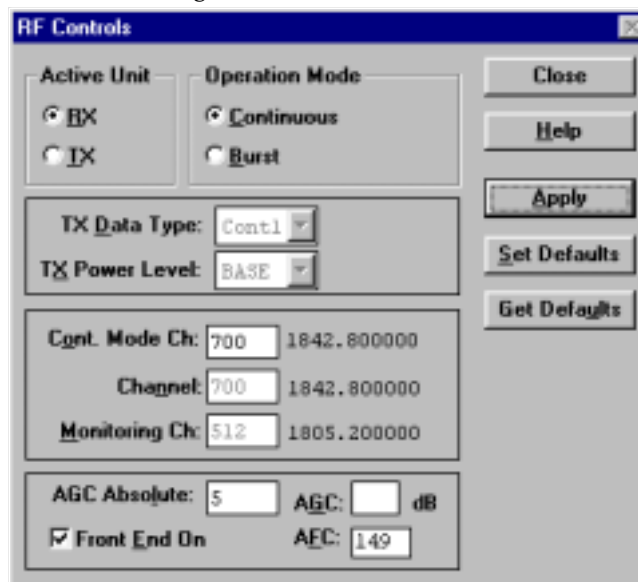 RF Controls
Active Unit
RX
TX
Operation Mode
Continuous
Burst
Close
Help
Apply
Set Defaults
Get Defaults
TX Data Type: Cont1
TX Power Level: BASE
Cont. Mode Ch: 700 1842.800000
Channel: 700 1842.800000
Monitoring Ch: 512 1805.200000
AGC Absolute: 5 AGC: dB
Front End On AFC: 149